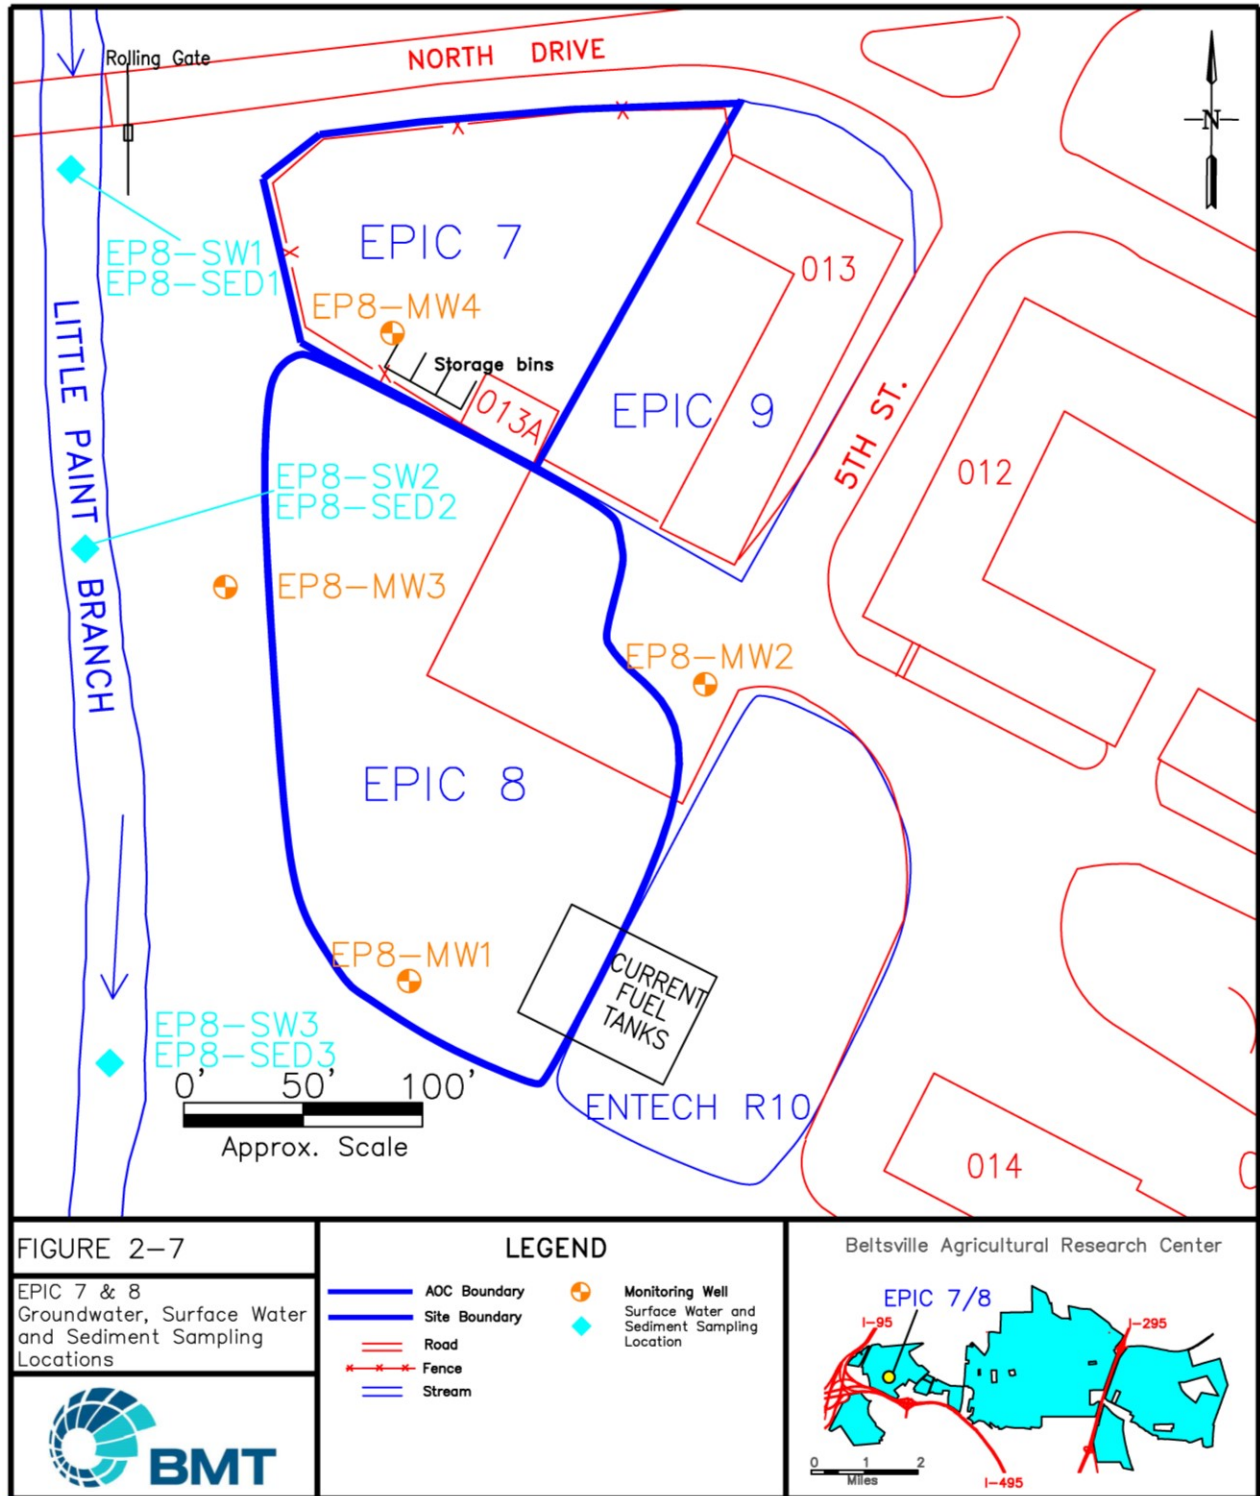 Rolling Gate
NORTH DRIVE
N
EP8-SW1
EP8-SED1
EPIC 7
013
EP8-MW4
Storage bins
013A
EPIC 9
5TH ST.
012
LITTLE PAINT BRANCH
EP8-SW2
EP8-SED2
EP8-MW3
EP8-MW2
EPIC 8
EP8-MW1
CURRENT
FUEL
TANKS
EP8-SW3
EP8-SED3
0' 50' 100'
Approx. Scale
ENTECH R10
014
FIGURE 2-7
EPIC 7 & 8
Groundwater, Surface Water
and Sediment Sampling
Locations
BMT
LEGEND
AOC Boundary
Site Boundary
Road
Fence
Stream
Monitoring Well
Surface Water and
Sediment Sampling
Location
Beltsville Agricultural Research Center
EPIC 7/8
I-95
I-295
0 1 2
Miles
I-495